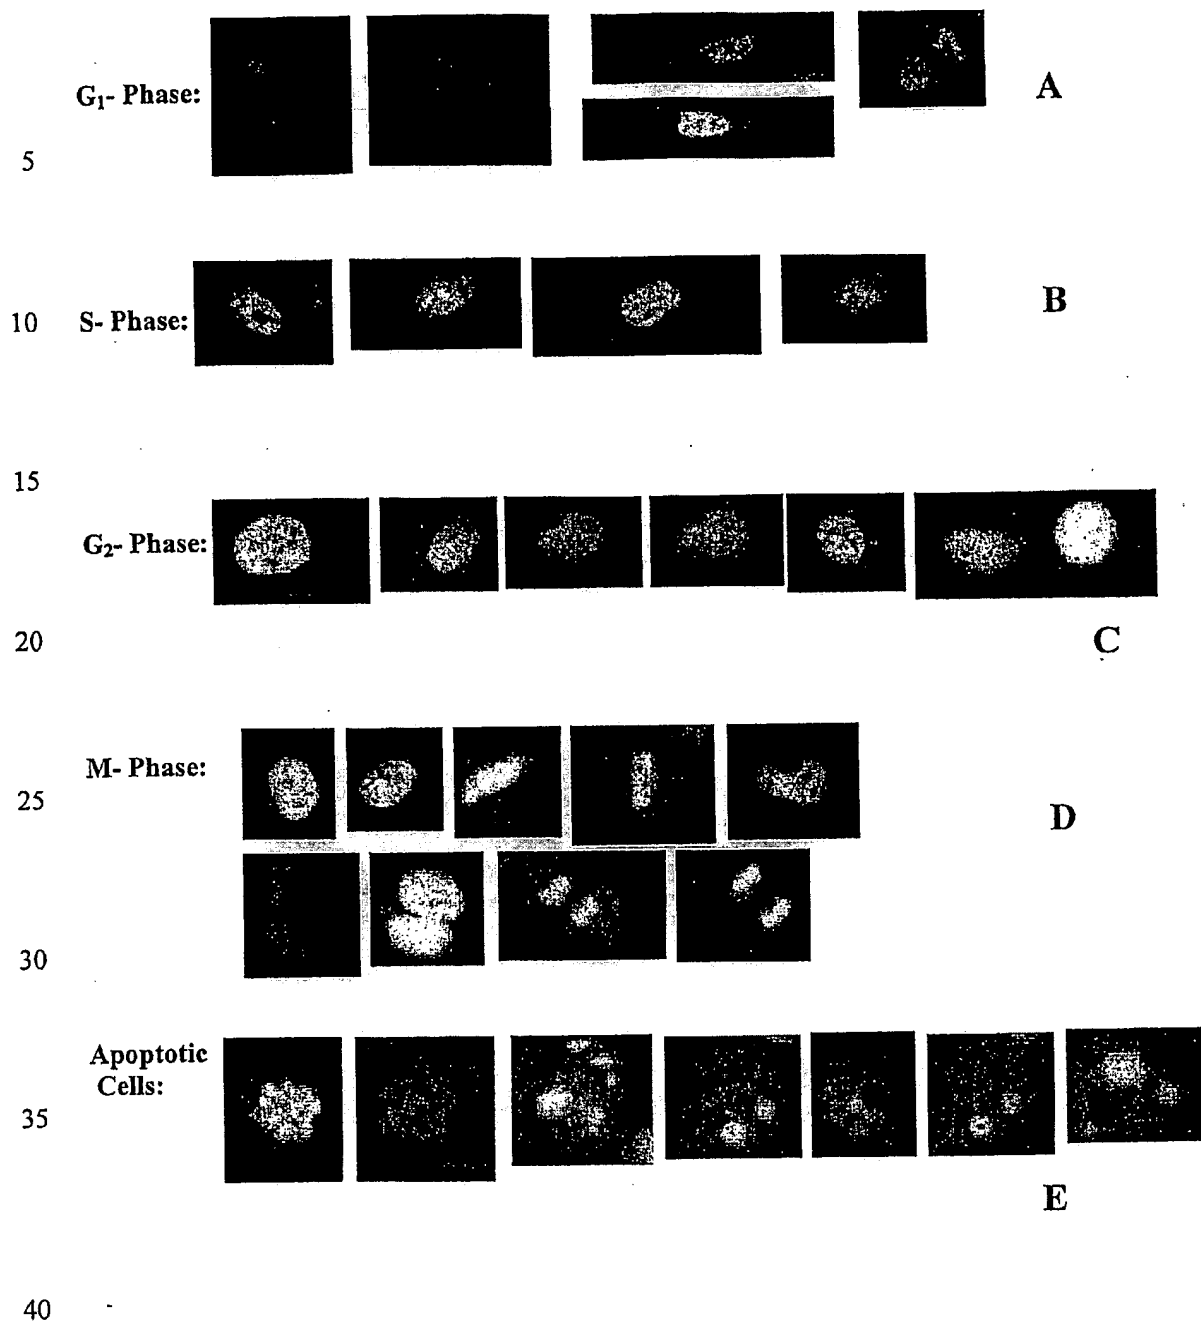 G₁- Phase:
A
5
10
S- Phase:
B
15
G₂- Phase:
20
C
M- Phase:
25
D
30
Apoptotic
Cells:
35
E
40